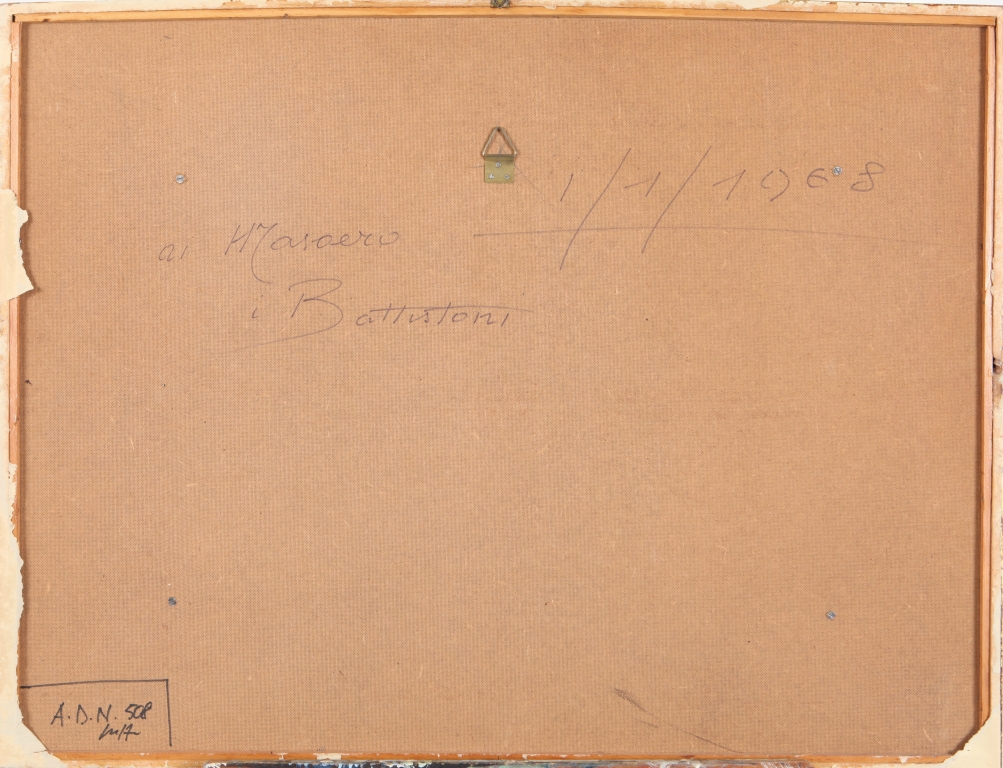 1/1/1968
ai Masoero
i Battistoni
A.D.N. 508